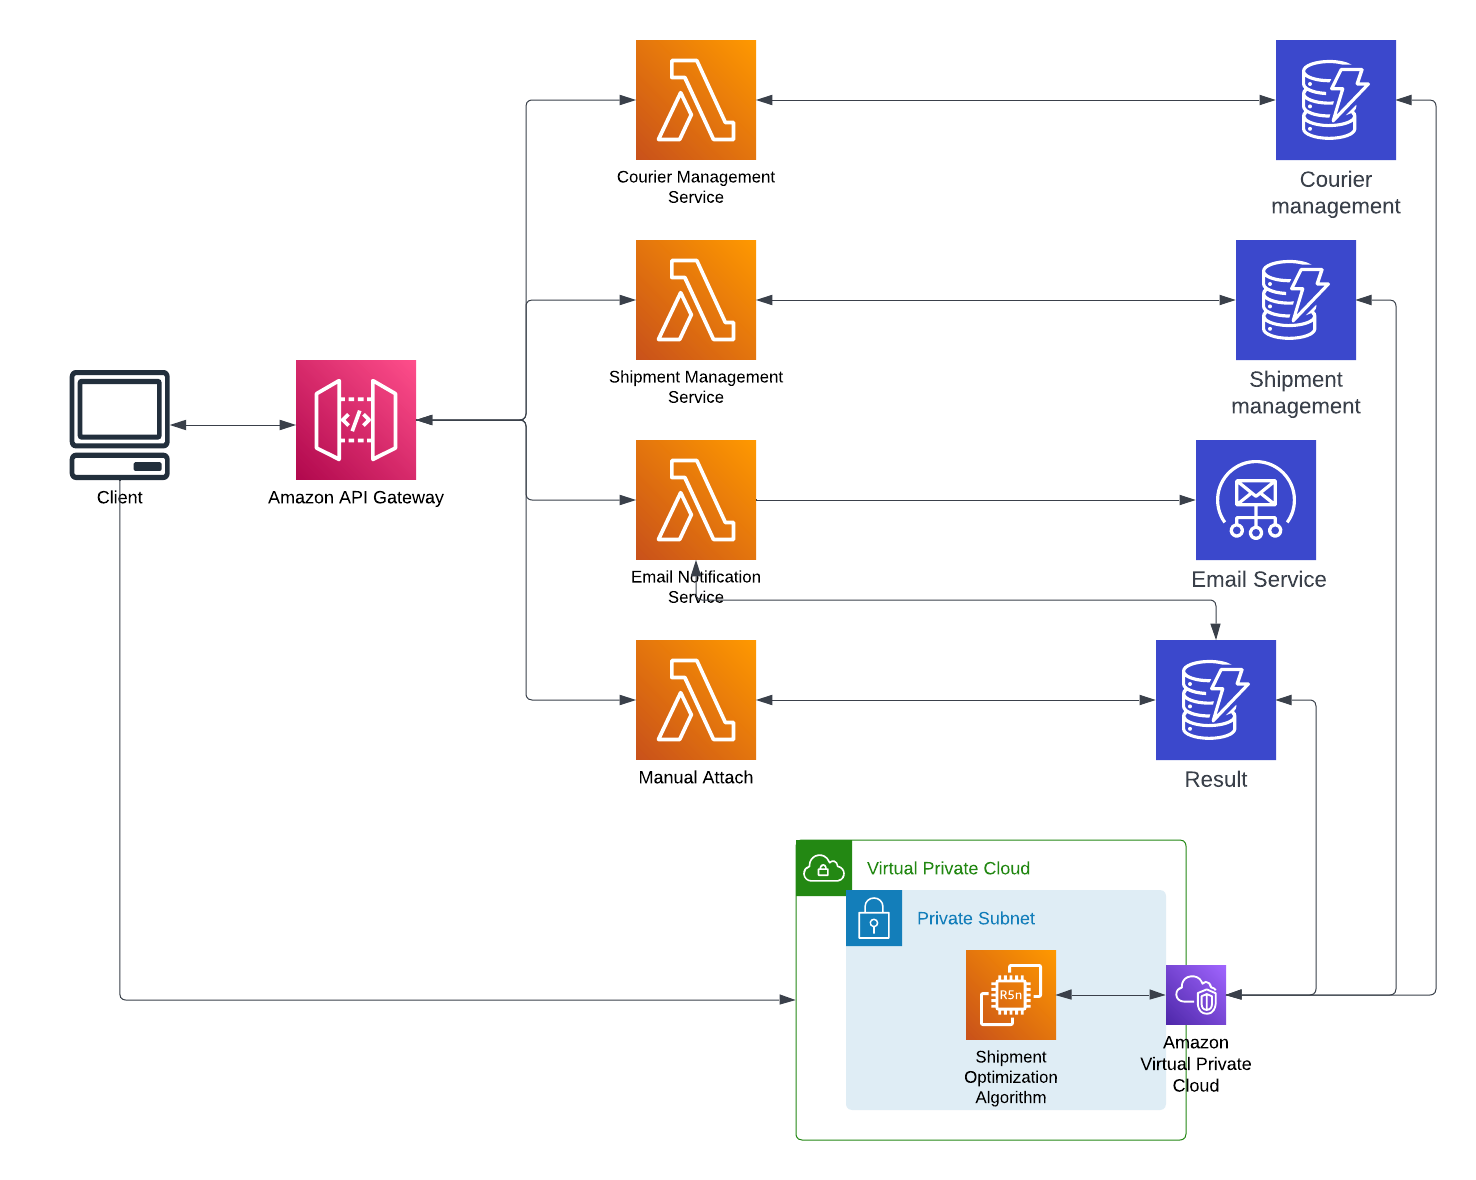 Courier Management
Service
Courier
management
Shipment Management
Service
Shipment
management
Client
Amazon API Gateway
Email Notification
Service
Email Service
Manual Attach
Result
Virtual Private Cloud
Private Subnet
R5n
Shipment
Optimization
Algorithm
Amazon
Virtual Private
Cloud